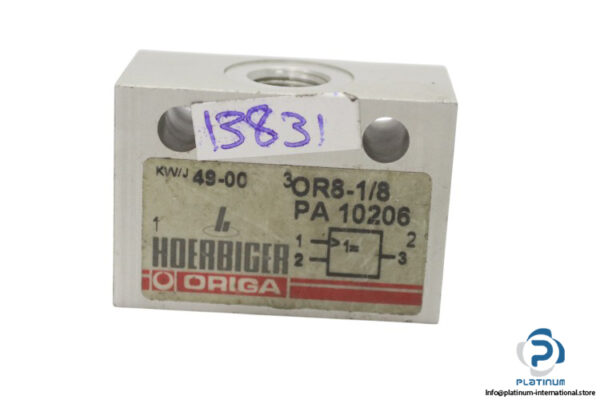 13831
KW/J 49-00
3
OR8-1/8
PA 10206
1
HOERBIGER
ORIGA
1
2
>1=
3
2
PLATINUM
Info@platinum-international.store